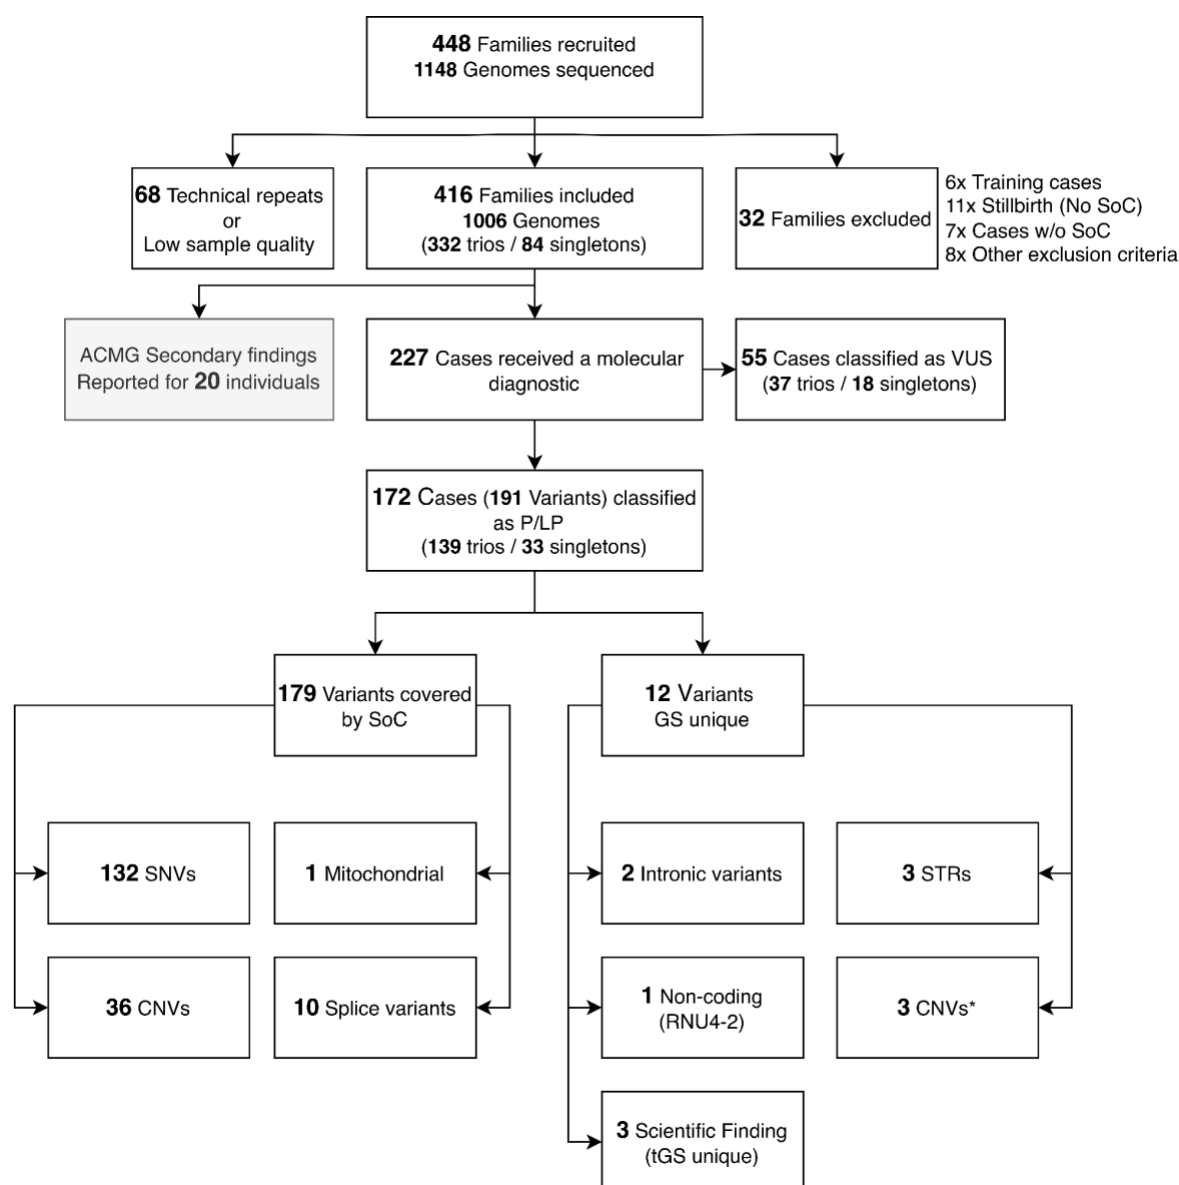 448 Families recruited
1148 Genomes sequenced
68 Technical repeats
or
Low sample quality
416 Families included
1006 Genomes
(332 trios / 84 singletons)
32 Families excluded
6x Training cases
11x Stillbirth (No SoC)
7x Cases w/o SoC
8x Other exclusion criteria
ACMG Secondary findings
Reported for 20 individuals
227 Cases received a molecular
diagnostic
55 Cases classified as VUS
(37 trios / 18 singletons)
172 Cases (191 Variants) classified
as P/LP
(139 trios / 33 singletons)
179 Variants covered
by SoC
12 Variants
GS unique
132 SNVs
1 Mitochondrial
2 Intronic variants
3 STRs
36 CNVs
10 Splice variants
1 Non-coding
(RNU4-2)
3 CNVs*
3 Scientific Finding
(tGS unique)